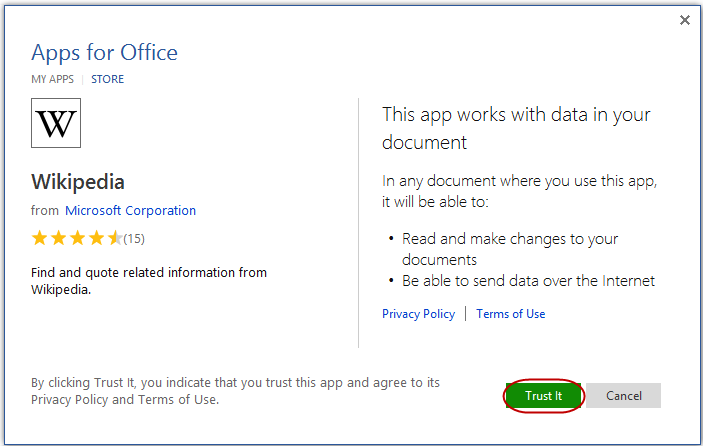 Apps for Office
MY APPS | STORE
W
Wikipedia
from Microsoft Corporation
(15)
Find and quote related information from
Wikipedia.
This app works with data in your
document
In any document where you use this app,
it will be able to:
• Read and make changes to your
documents
• Be able to send data over the Internet
Privacy Policy | Terms of Use
By clicking Trust It, you indicate that you trust this app and agree to its
Privacy Policy and Terms of Use.
Trust It
Cancel